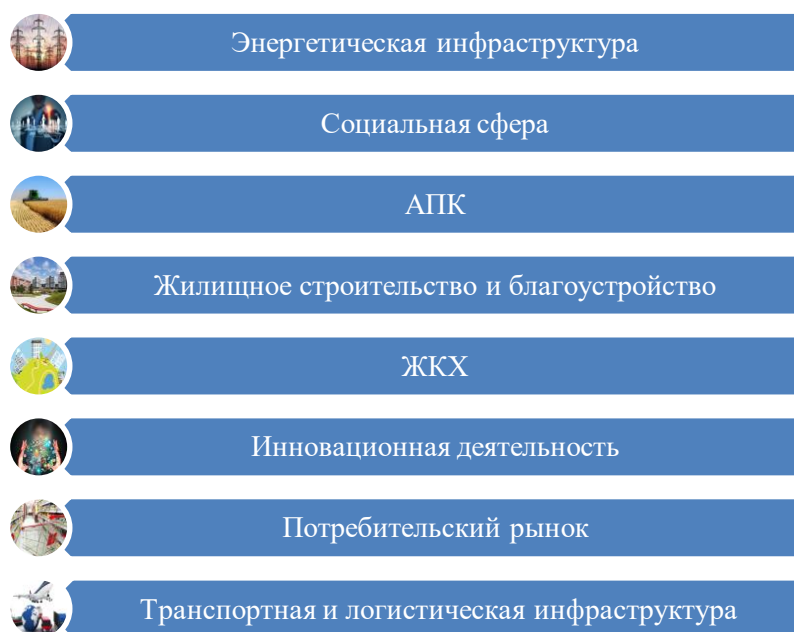 Энергетическая инфраструктура
Социальная сфера
АПК
Жилищное строительство и благоустройство
ЖКХ
Инновационная деятельность
Потребительский рынок
Транспортная и логистическая инфраструктура